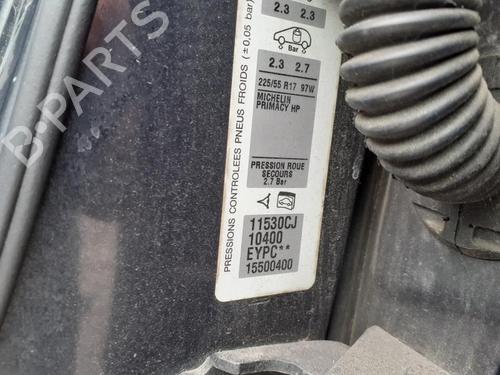 PRESSIONS CONTROLEES PNEUS FROIDS (±0,05 bar)
2.3 2.3
Bar
2.3 2.7
225/55 R17 97W
MICHELIN
PRIMACY HP
PRESSION ROUE
SECOURS
2.7 Bar
11530CJ
10400
EYPC**
15500400
B-PARTS